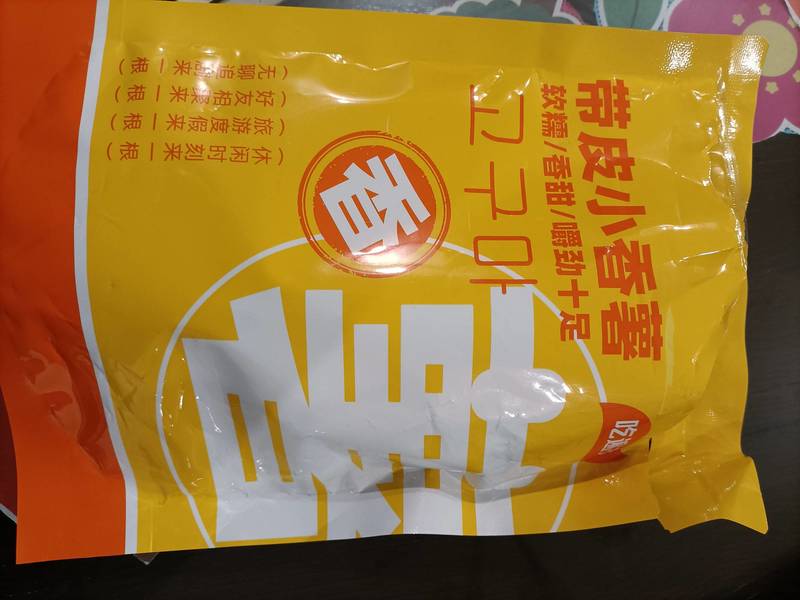 带皮小香薯
软糯/香甜/嚼劲十足
고구마
香
薯
(休闲时刻来一根)
(旅游度假来一根)
(好友相聚来一根)
(无聊追剧来一根)